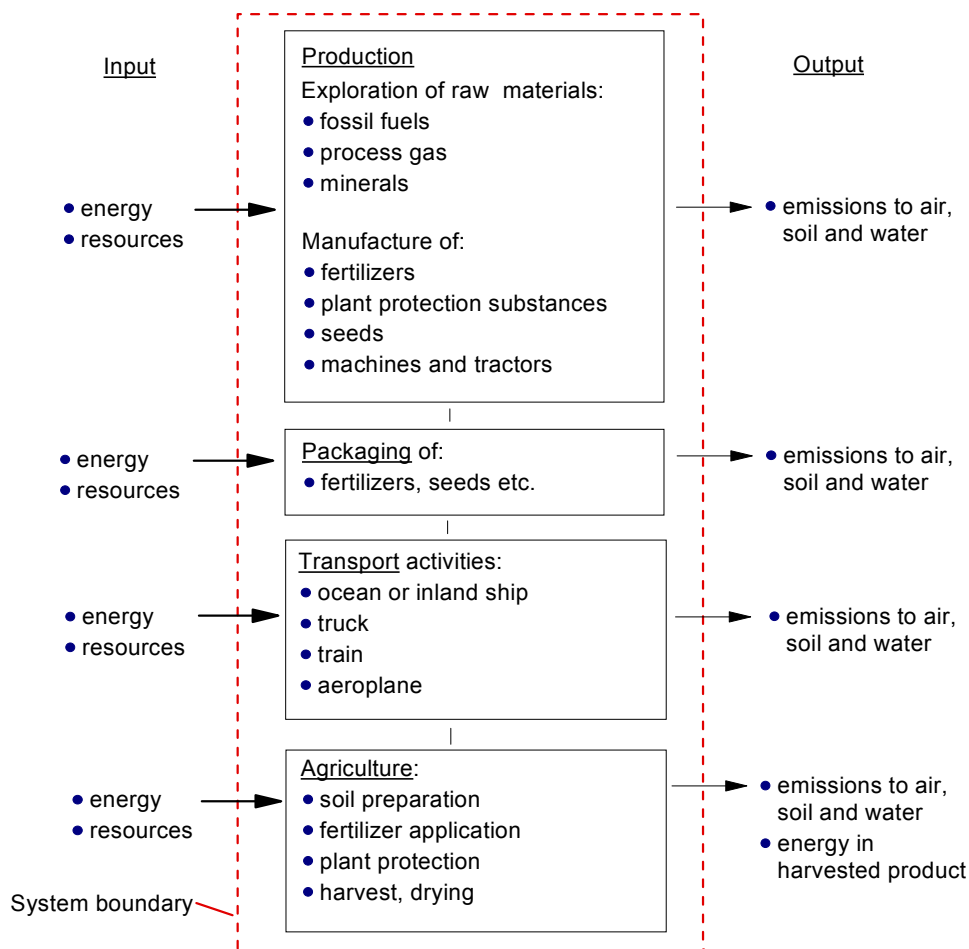 Input
Production
Output
Exploration of raw materials:
• fossil fuels
• process gas
• minerals
• energy
• resources
• emissions to air,
soil and water
Manufacture of:
• fertilizers
• plant protection substances
• seeds
• machines and tractors
• energy
• resources
Packaging of:
• fertilizers, seeds etc.
• emissions to air,
soil and water
Transport activities:
• ocean or inland ship
• truck
• train
• aeroplane
• energy
• resources
• emissions to air,
soil and water
Agriculture:
• soil preparation
• fertilizer application
• plant protection
• harvest, drying
• energy
• resources
• emissions to air,
soil and water
• energy in
harvested product
System boundary